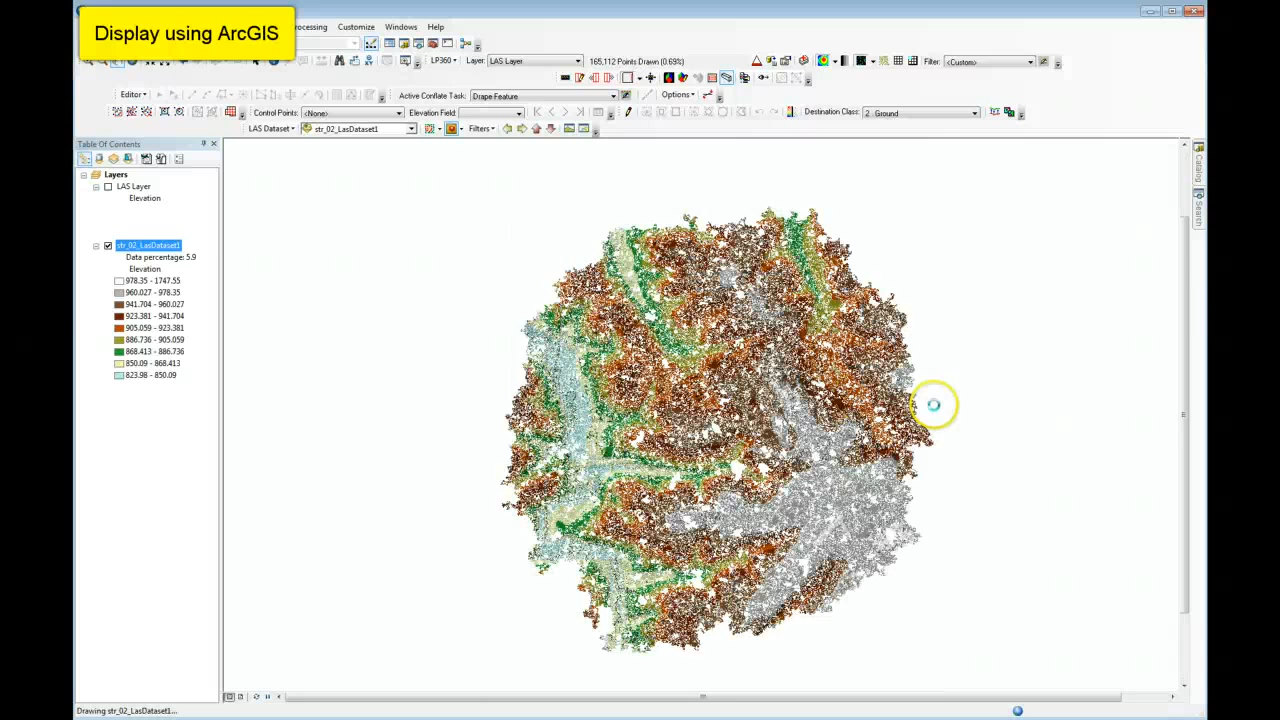 Display using ArcGIS
rocessing Customize Windows Help
LP360 Layer: LAS Layer 165,112 Points Drawn (0.69%) Filter: <Custom>
Editor Active Conflate Task: Drape Feature Options
Control Points: <None> Elevation Field: Destination Class: 2 Ground
LAS Dataset str_02_LasDataset1 Filters
Table Of Contents
Layers
LAS Layer
Elevation
str_02_LasDataset1
Data percentage: 5.9
Elevation
978.35 - 1747.55
960.027 - 978.35
941.704 - 960.027
923.381 - 941.704
905.059 - 923.381
886.736 - 905.059
868.413 - 886.736
850.09 - 868.413
823.98 - 850.09
Catalog
Search
Drawing str_02_LasDataset1...